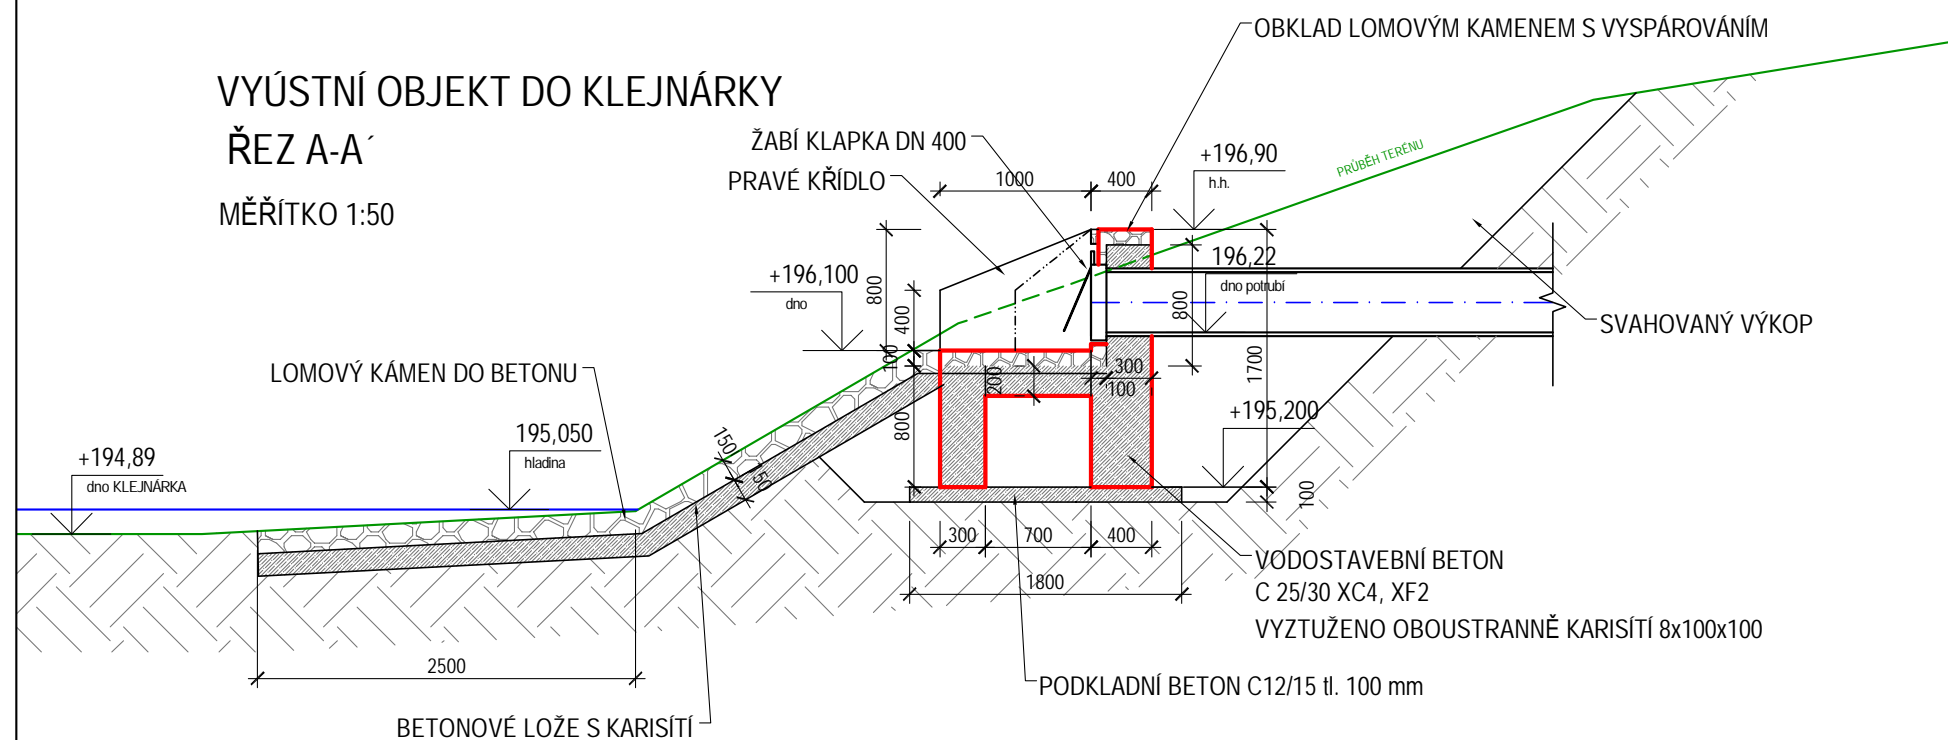 OBKLAD LOMOVÝM KAMENEM S VYSPÁROVÁNÍM
VYÚSTNÍ OBJEKT DO KLEJNÁRKY
ŘEZ A-A´
MĚŘÍTKO 1:50
ŽABÍ KLAPKA DN 400
PRAVÉ KŘÍDLO
1000
400
+196,90
h.h.
PRŮBĚH TERÉNU
+196,100
dno
800
400
100
196,22
dno potrubí
800
1700
SVAHOVANÝ VÝKOP
LOMOVÝ KÁMEN DO BETONU
200
300
100
800
+195,200
195,050
hladina
+194,89
dno KLEJNÁRKA
150
150
100
300
700
400
1800
VODOSTAVEBNÍ BETON
C 25/30 XC4, XF2
VYZTUŽENO OBOUSTRANNĚ KARISÍTÍ 8x100x100
2500
PODKLADNÍ BETON C12/15 tl. 100 mm
BETONOVÉ LOŽE S KARISÍTÍ